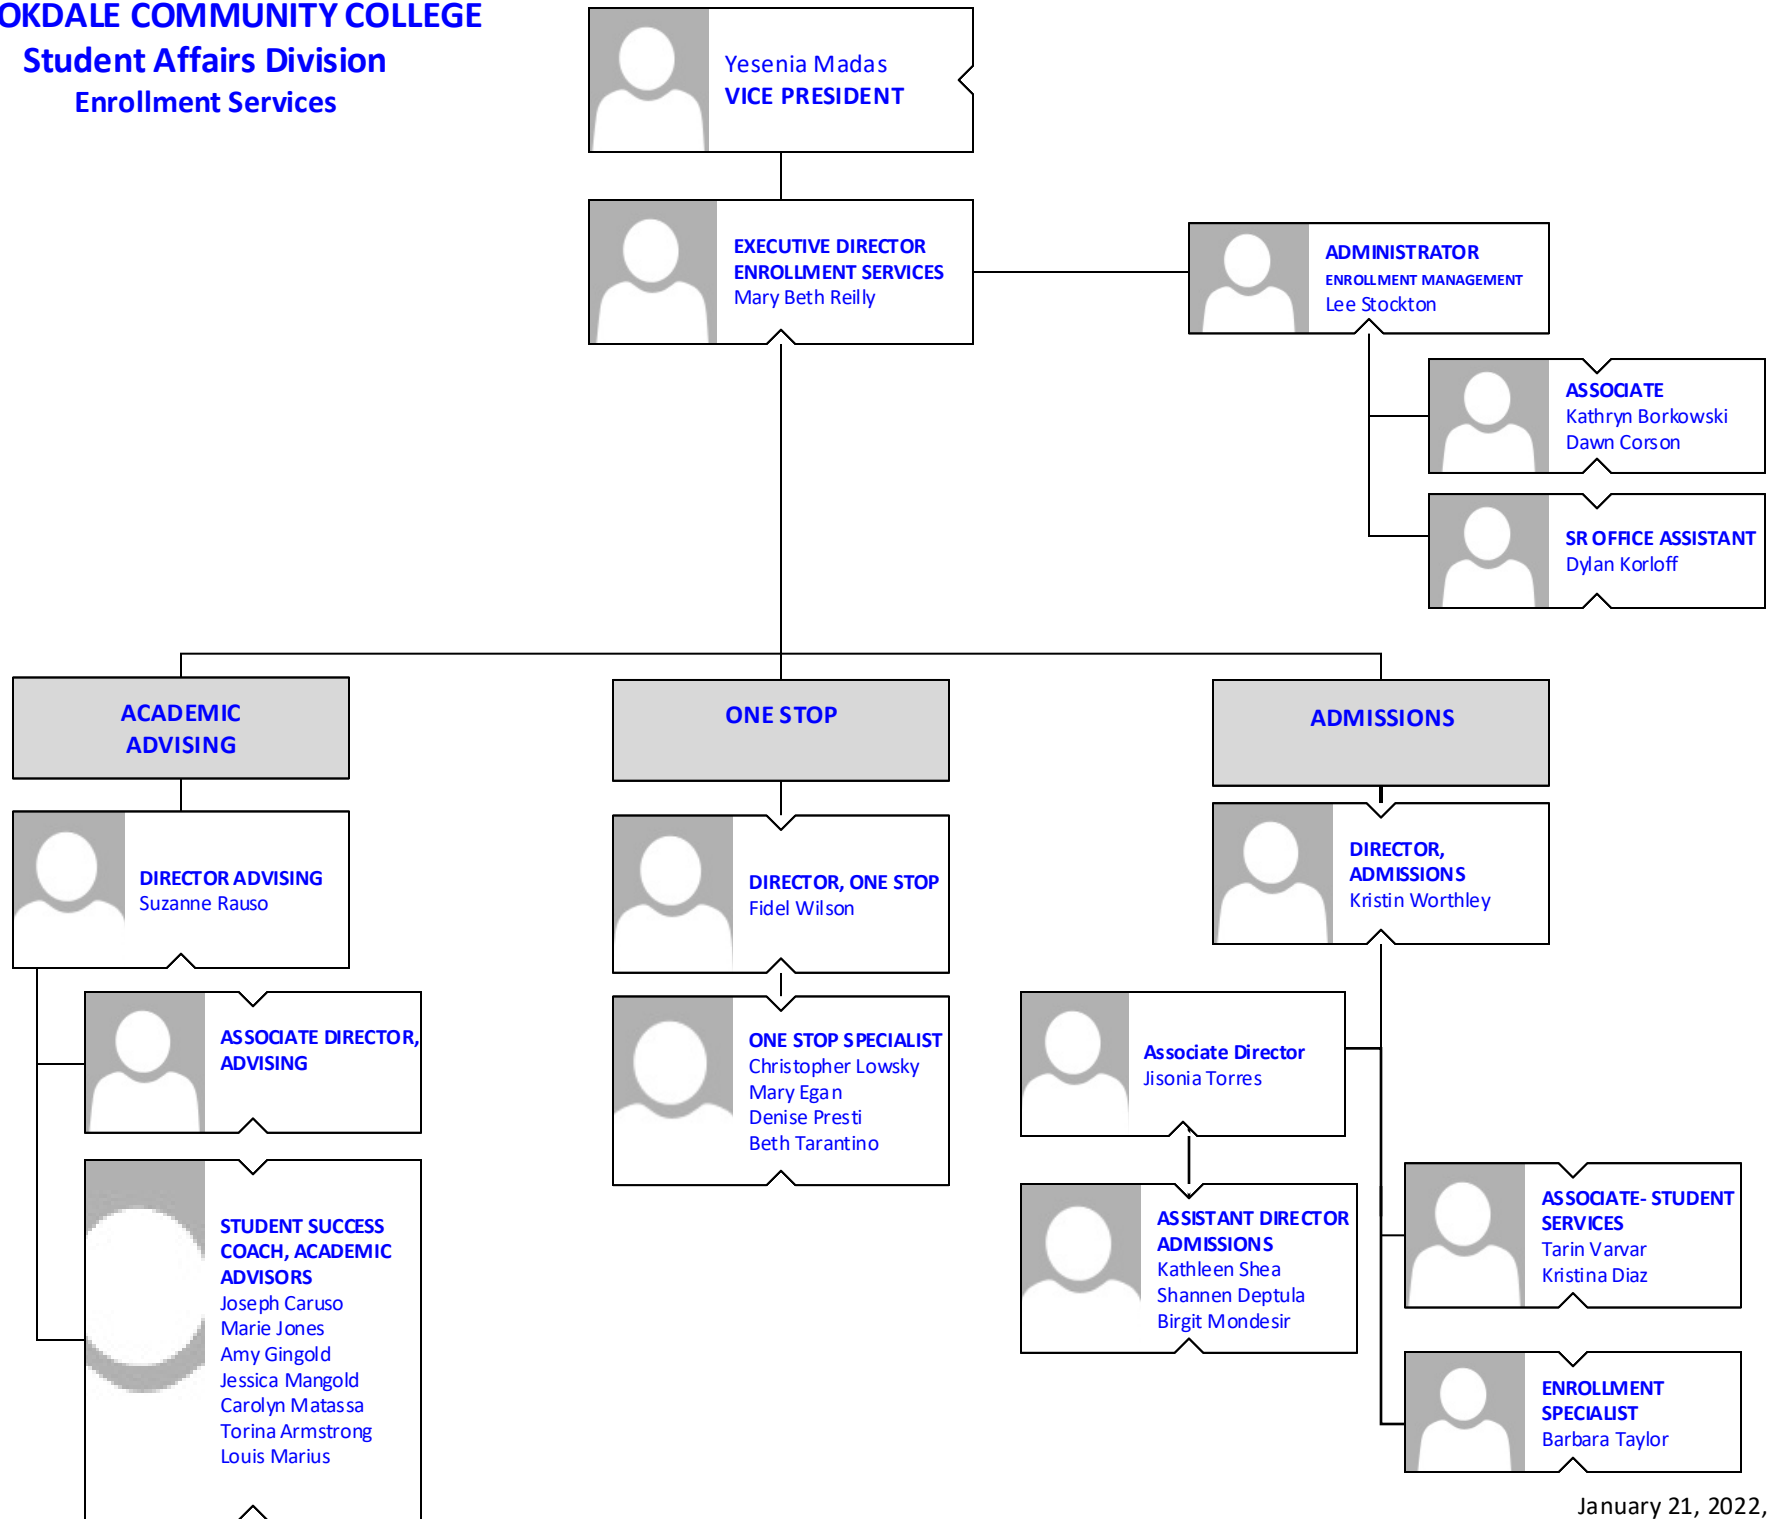 OKDALE COMMUNITY COLLEGE
Student Affairs Division
Enrollment Services
Yesenia Madas
VICE PRESIDENT
EXECUTIVE DIRECTOR
ENROLLMENT SERVICES
Mary Beth Reilly
ADMINISTRATOR
ENROLLMENT MANAGEMENT
Lee Stockton
ASSOCIATE
Kathryn Borkowski
Dawn Corson
SR OFFICE ASSISTANT
Dylan Korloff
ACADEMIC
ADVISING
DIRECTOR ADVISING
Suzanne Rauso
ASSOCIATE DIRECTOR,
ADVISING
STUDENT SUCCESS
COACH, ACADEMIC
ADVISORS
Joseph Caruso
Marie Jones
Amy Gingold
Jessica Mangold
Carolyn Matassa
Torina Armstrong
Louis Marius
ONE STOP
DIRECTOR, ONE STOP
Fidel Wilson
ONE STOP SPECIALIST
Christopher Lowsky
Mary Egan
Denise Presti
Beth Tarantino
ADMISSIONS
DIRECTOR,
ADMISSIONS
Kristin Worthley
Associate Director
Jisonia Torres
ASSISTANT DIRECTOR
ADMISSIONS
Kathleen Shea
Shannen Deptula
Birgit Mondesir
ASSOCIATE- STUDENT
SERVICES
Tarin Varvar
Kristina Diaz
ENROLLMENT
SPECIALIST
Barbara Taylor
January 21, 2022,